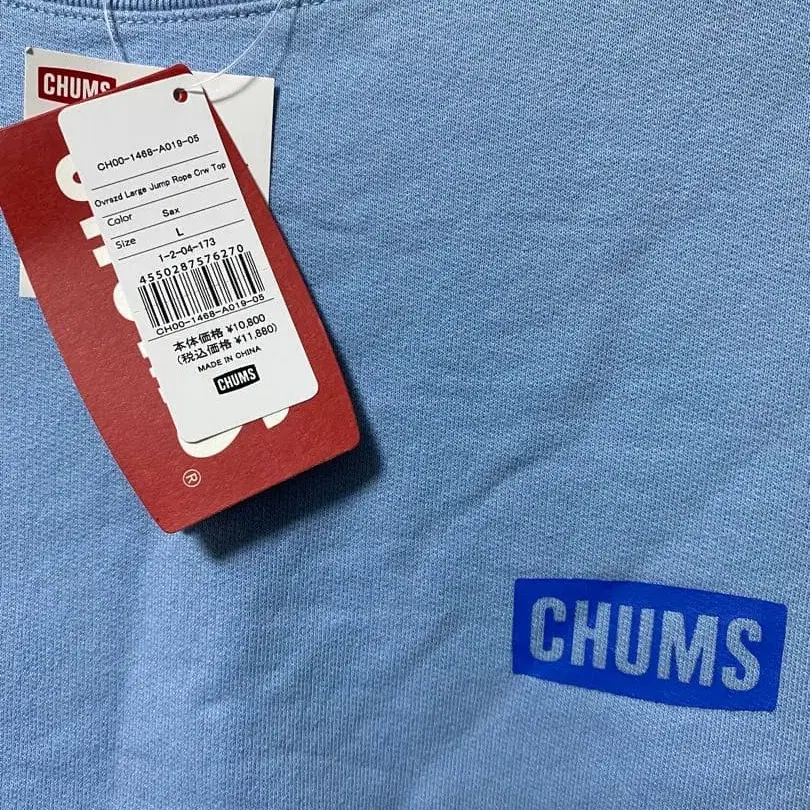 CHUMS
CH00-1468-A019-05
Ovrszd Large Jump Rope Crw Top
Color Sax
Size L
1-2-04-173
4550287576270
CH00-1468-A019-05
本体価格 ¥10,800
(税込価格 ¥11,880)
MADE IN CHINA
CHUMS
®
CHUMS